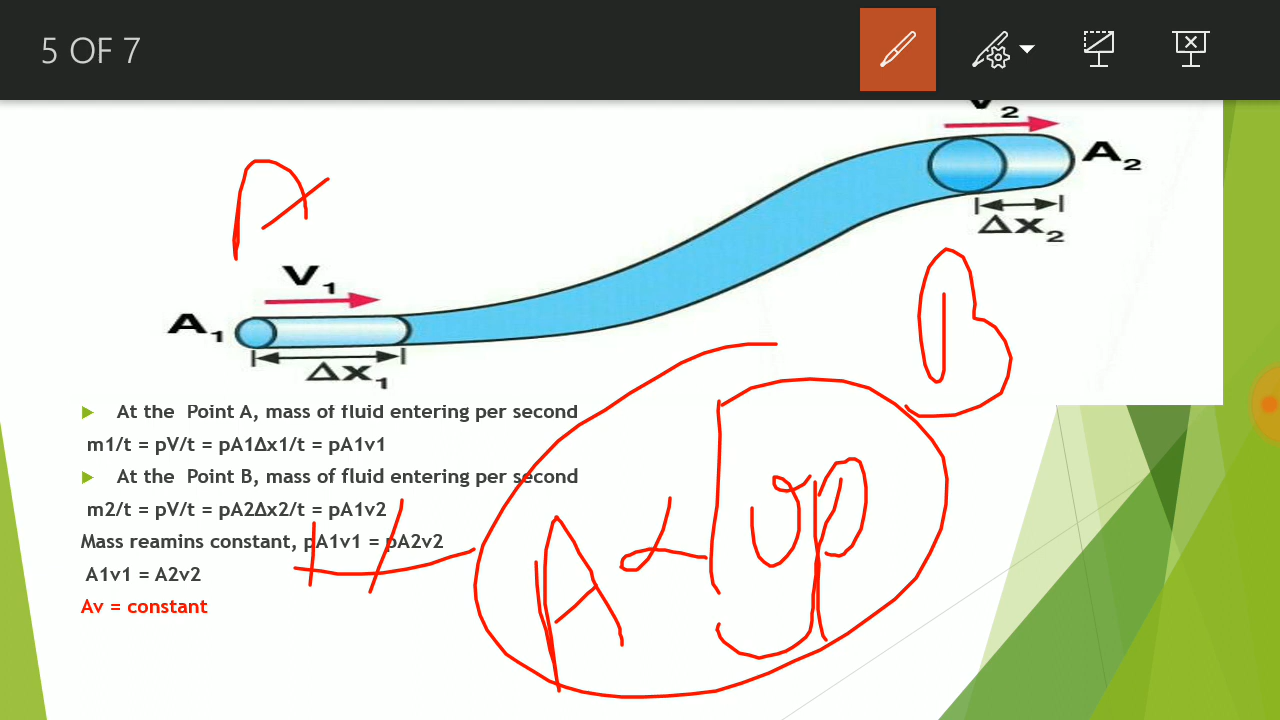 5 OF 7
V₂
A₂
Δx₂
A
V₁
A₁
Δx₁
B
At the Point A, mass of fluid entering per second
m1/t = pV/t = pA1Δx1/t = pA1v1
At the Point B, mass of fluid entering per second
m2/t = pV/t = pA2Δx2/t = pA1v2
Mass reamins constant, pA1v1 = pA2v2
A1v1 = A2v2
Av = constant
A